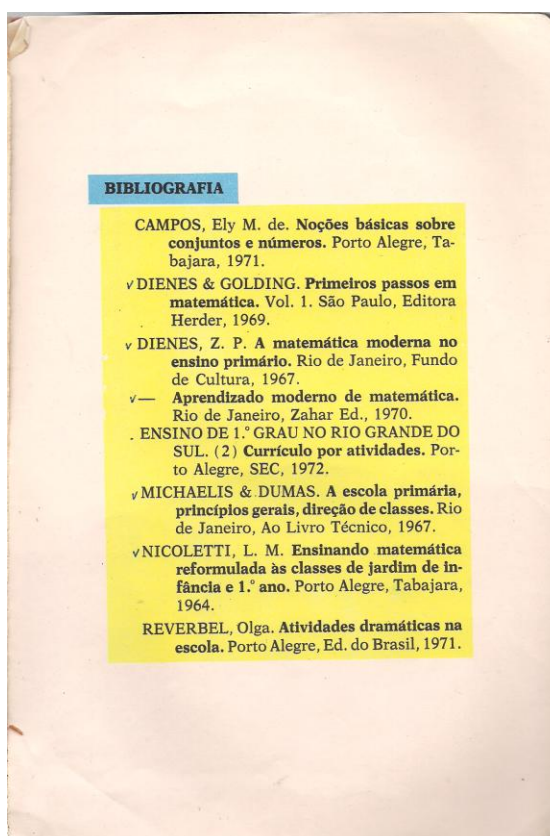 BIBLIOGRAFIA
CAMPOS, Ely M. de. Noções básicas sobre
conjuntos e números. Porto Alegre, Ta-
bajara, 1971.
v DIENES & GOLDING. Primeiros passos em
matemática. Vol. 1. São Paulo, Editora
Herder, 1969.
v DIENES, Z. P. A matemática moderna no
ensino primário. Rio de Janeiro, Fundo
de Cultura, 1967.
v — Aprendizado moderno de matemática.
Rio de Janeiro, Zahar Ed., 1970.
. ENSINO DE 1.º GRAU NO RIO GRANDE DO
SUL. (2) Currículo por atividades. Por-
to Alegre, SEC, 1972.
v MICHAELIS & DUMAS. A escola primária,
princípios gerais, direção de classes. Rio
de Janeiro, Ao Livro Técnico, 1967.
v NICOLETTI, L. M. Ensinando matemática
reformulada às classes de jardim de in-
fância e 1.º ano. Porto Alegre, Tabajara,
1964.
REVERBEL, Olga. Atividades dramáticas na
escola. Porto Alegre, Ed. do Brasil, 1971.